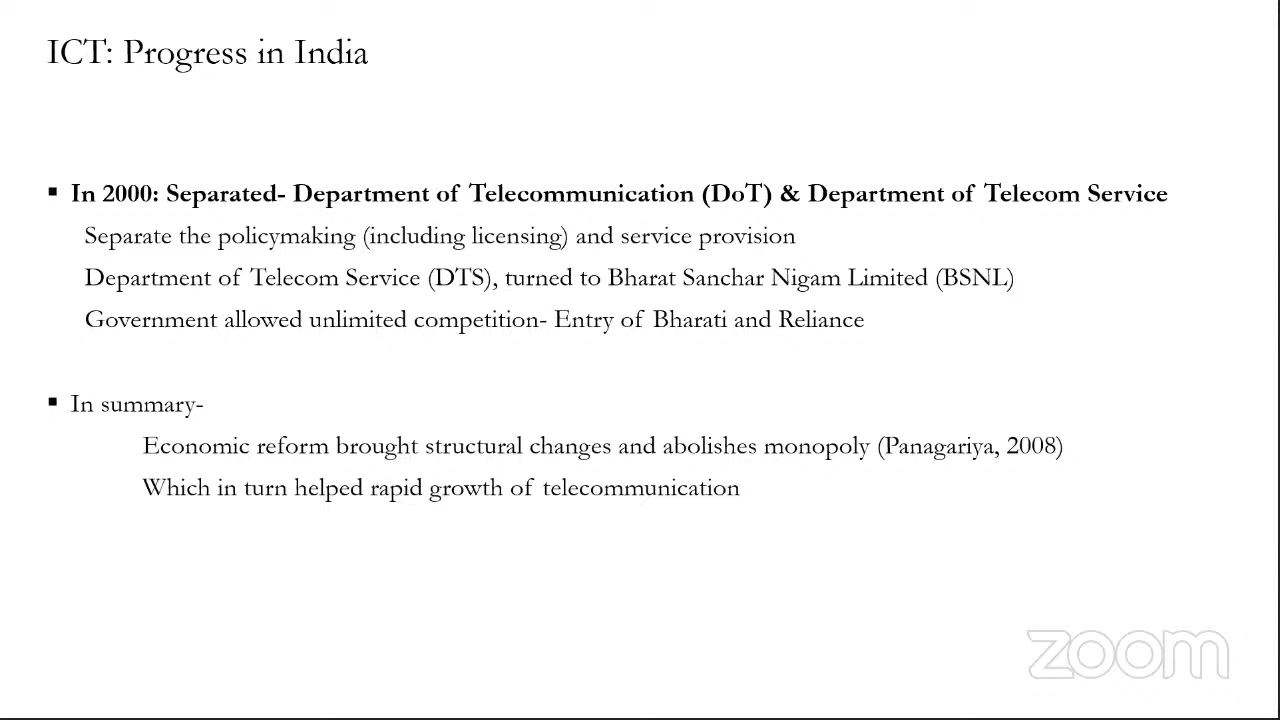 ICT: Progress in India
▪ In 2000: Separated- Department of Telecommunication (DoT) & Department of Telecom Service
Separate the policymaking (including licensing) and service provision
Department of Telecom Service (DTS), turned to Bharat Sanchar Nigam Limited (BSNL)
Government allowed unlimited competition- Entry of Bharati and Reliance
▪ In summary-
Economic reform brought structural changes and abolishes monopoly (Panagariya, 2008)
Which in turn helped rapid growth of telecommunication
zoom